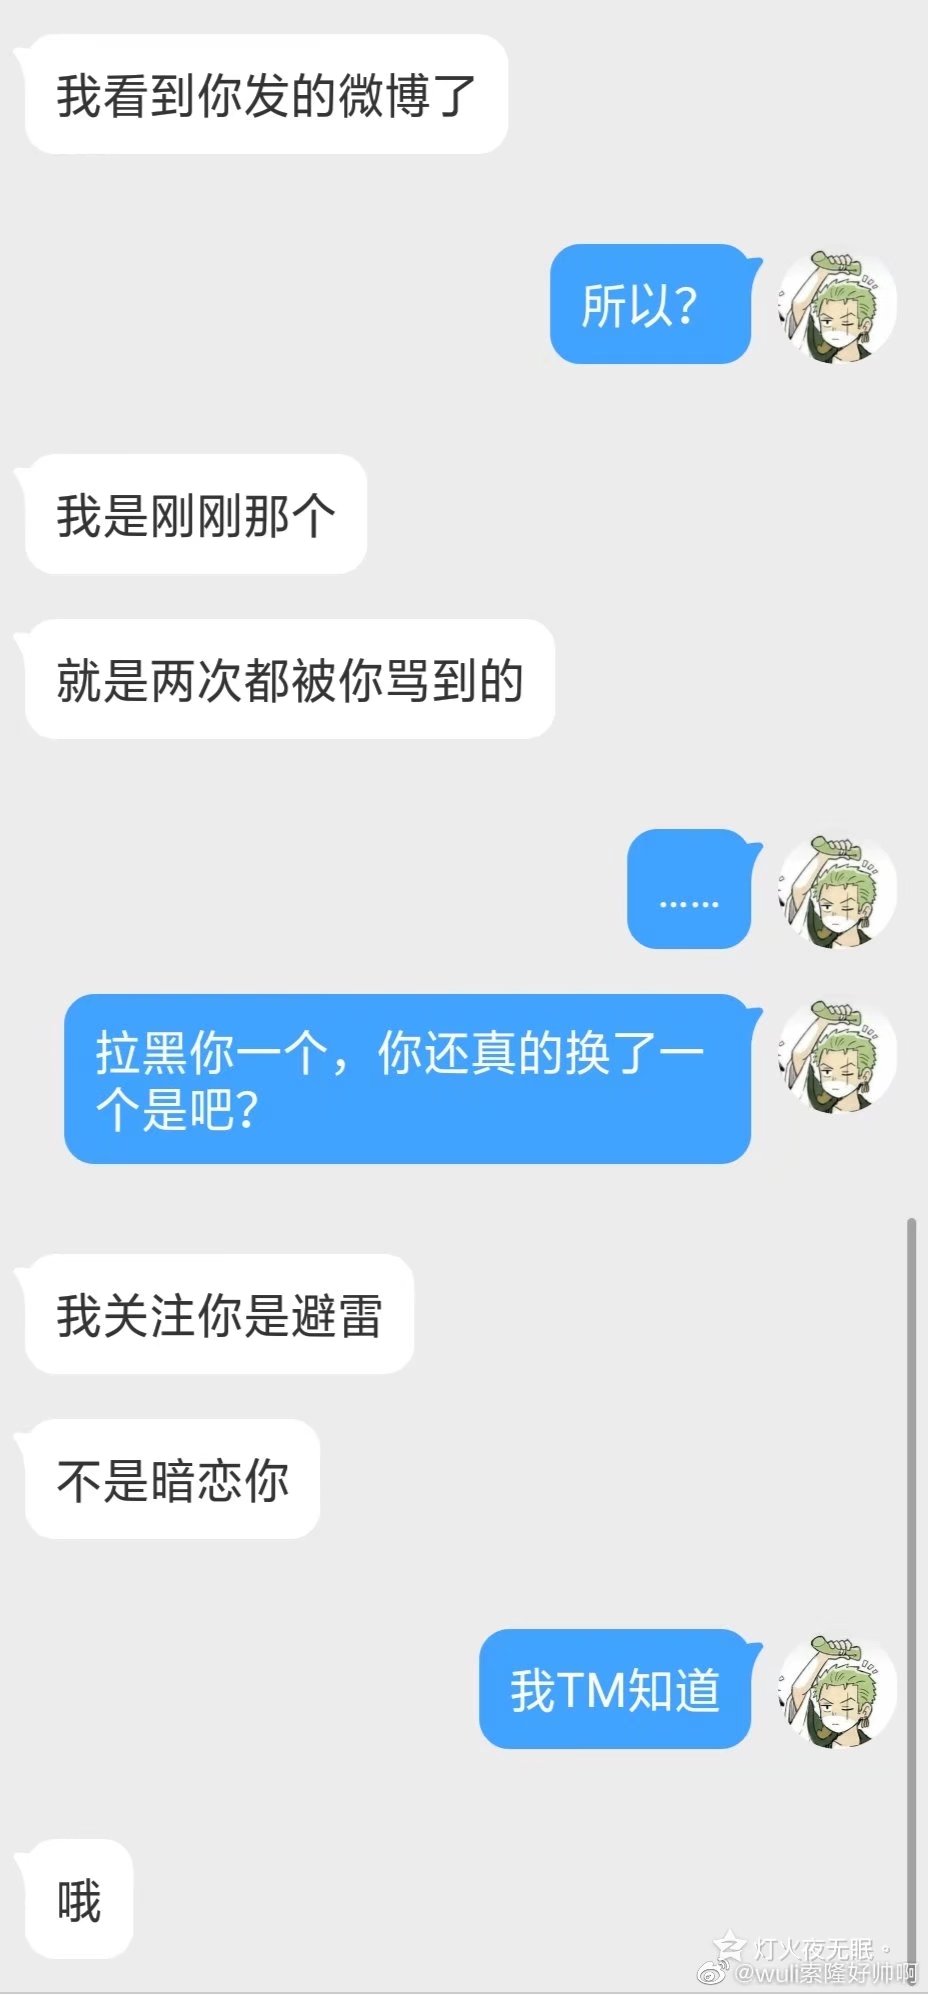 我看到你发的微博了
所以？
我是刚刚那个
就是两次都被你骂到的
……
拉黑你一个，你还真的换了一
个是吧？
我关注你是避雷
不是暗恋你
我TM知道
哦
灯火夜无眠。
@wuli索隆好帅啊